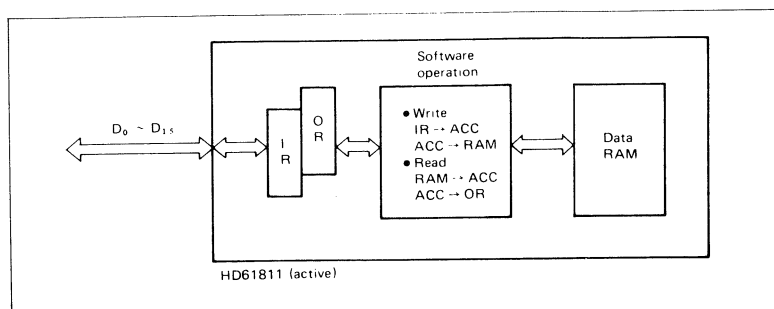 Software
operation
D₀ ~ D₁₅
I
R
O
R
• Write
IR → ACC
ACC → RAM
• Read
RAM → ACC
ACC → OR
Data
RAM
HD61811 (active)